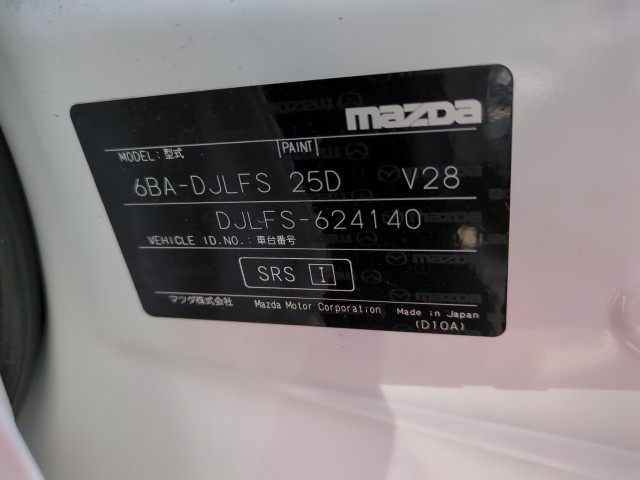 mazda
MODEL: 型式 PAINT
6BA-DJLFS 25D V28
DJLFS-624140
VEHICLE ID.NO.: 車台番号
SRS I
マツダ株式会社 Mazda Motor Corporation Made in Japan
(D10A)